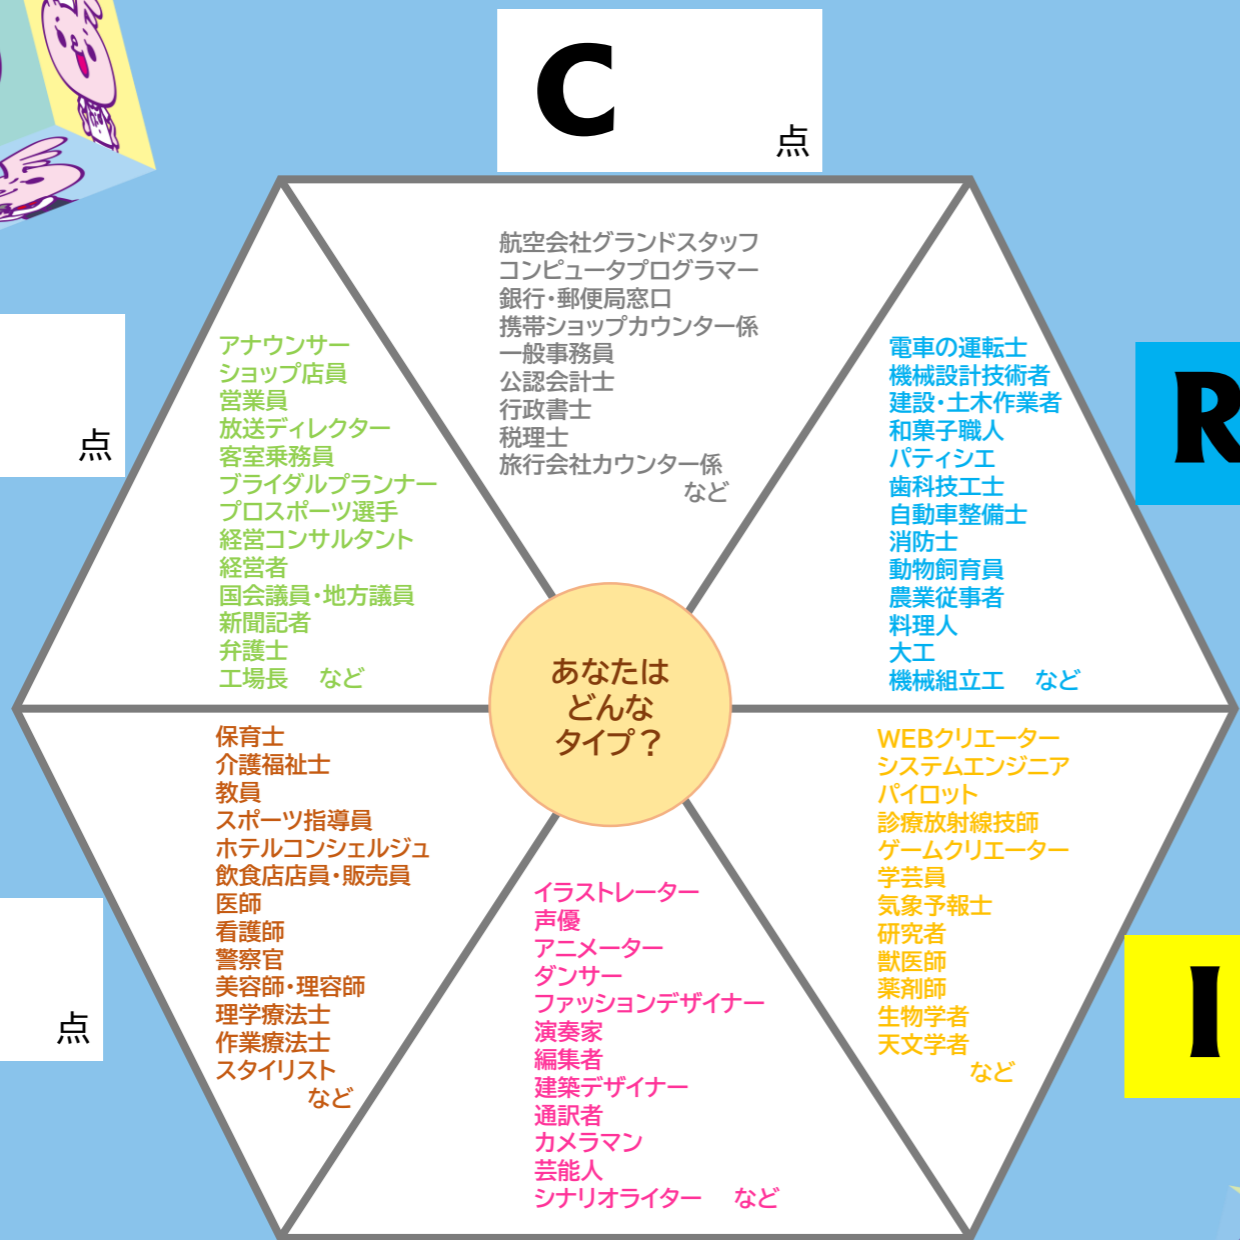 C
点
航空会社グランドスタッフ
コンピュータプログラマー
銀行・郵便局窓口
携帯ショップカウンター係
一般事務員
公認会計士
行政書士
税理士
旅行会社カウンター係
など
点
アナウンサー
ショップ店員
営業員
放送ディレクター
客室乗務員
ブライダルプランナー
プロスポーツ選手
経営コンサルタント
経営者
国会議員・地方議員
新聞記者
弁護士
工場長 など
R
電車の運転士
機械設計技術者
建設・土木作業者
和菓子職人
パティシエ
歯科技工士
自動車整備士
消防士
動物飼育員
農業従事者
料理人
大工
機械組立工 など
あなたは
どんな
タイプ？
保育士
介護福祉士
教員
スポーツ指導員
ホテルコンシェルジュ
飲食店店員・販売員
医師
看護師
警察官
美容師・理容師
理学療法士
作業療法士
スタイリスト
など
点
イラストレーター
声優
アニメーター
ダンサー
ファッションデザイナー
演奏家
編集者
建築デザイナー
通訳者
カメラマン
芸能人
シナリオライター など
WEBクリエーター
システムエンジニア
パイロット
診療放射線技師
ゲームクリエーター
学芸員
気象予報士
研究者
獣医師
薬剤師
生物学者
天文学者
など
I